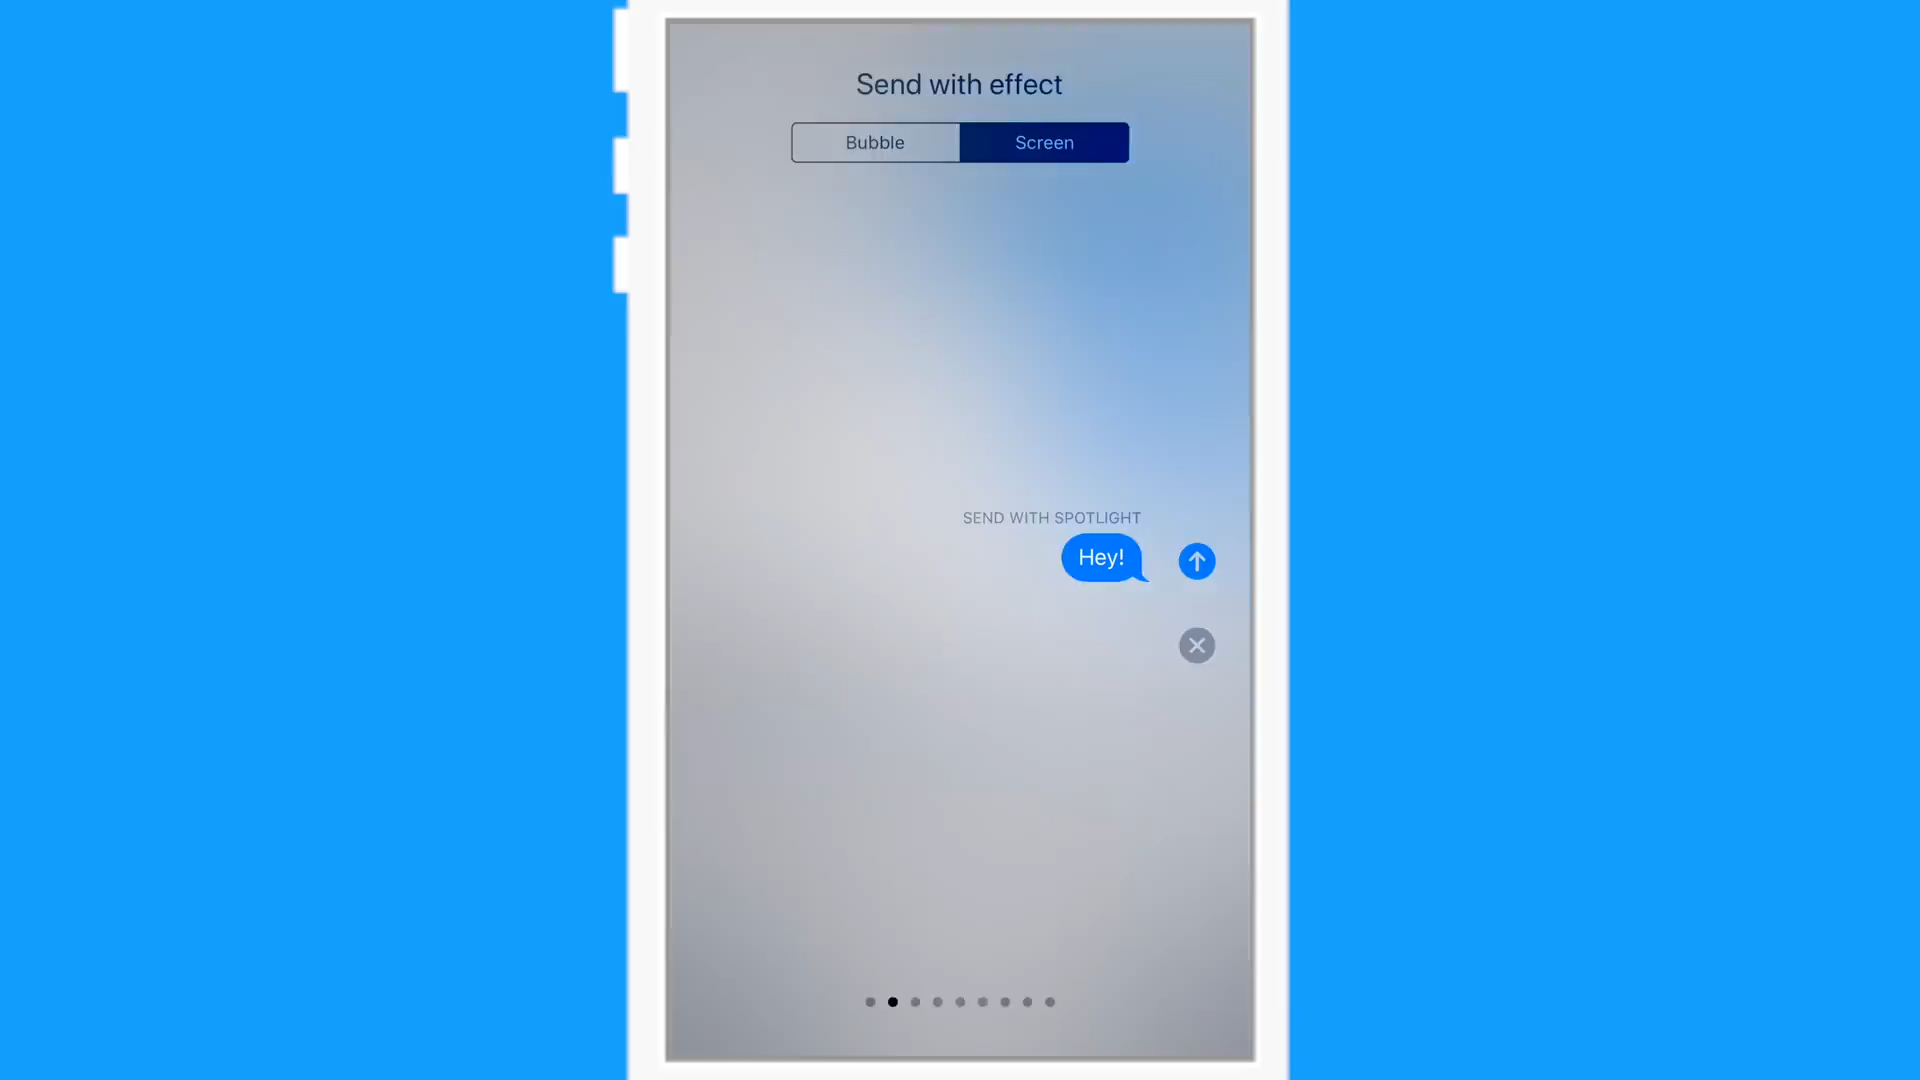 Send with effect
Bubble
Screen
SEND WITH SPOTLIGHT
Hey!